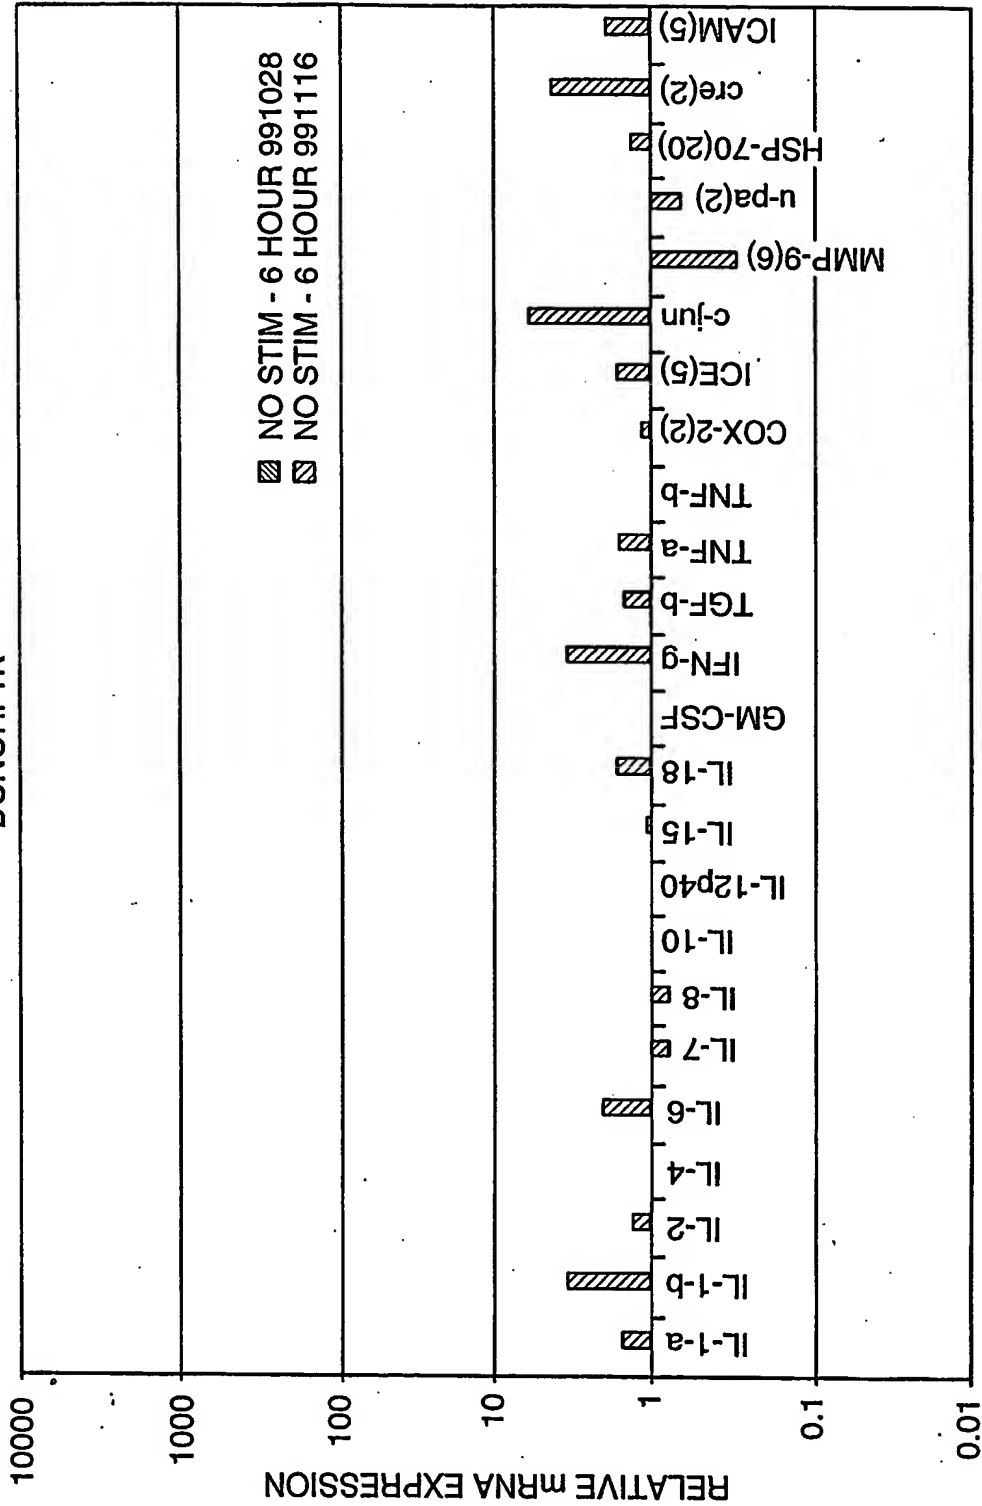 10000
1000
100
10
1
0.1
0.01
RELATIVE mRNA EXPRESSION
NO STIM - 6 HOUR 991028
NO STIM - 6 HOUR 991116
IL-1-a
IL-1-b
IL-2
IL-4
IL-6
IL-7
IL-8
IL-10
IL-12p40
IL-15
IL-18
GM-CSF
IFN-g
TGF-b
TNF-a
TNF-b
COX-2(2)
ICE(5)
c-jun
MMP-9(6)
u-pa(2)
HSP-70(20)
cre(2)
ICAM(5)